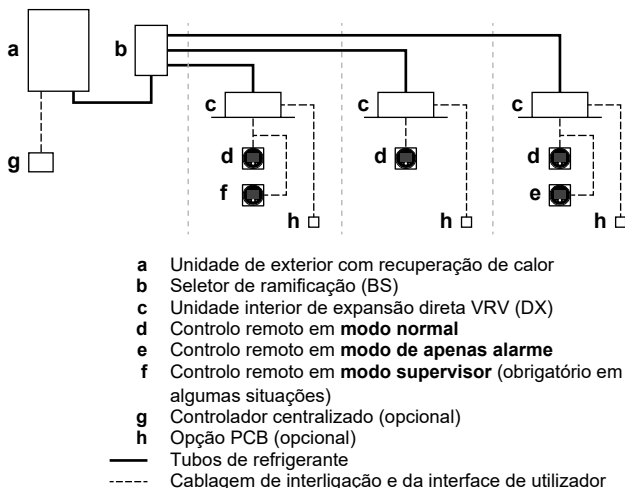 a
b
c
c
c
g
d
d
d
f
e
h
h
h
a Unidade de exterior com recuperação de calor
b Seletor de ramificação (BS)
c Unidade interior de expansão direta VRV (DX)
d Controlo remoto em modo normal
e Controlo remoto em modo de apenas alarme
f Controlo remoto em modo supervisor (obrigatório em
algumas situações)
g Controlador centralizado (opcional)
h Opção PCB (opcional)
Tubos de refrigerante
Cablagem de interligação e da interface de utilizador